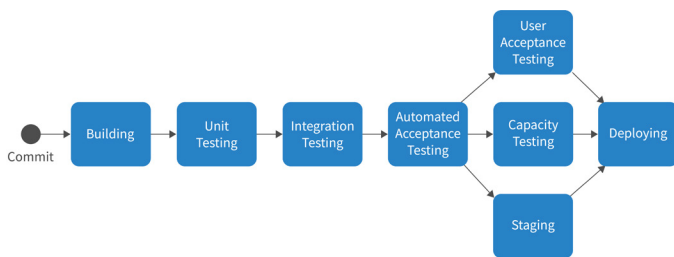 Commit
Building
Unit
Testing
Integration
Testing
Automated
Acceptance
Testing
User
Acceptance
Testing
Capacity
Testing
Staging
Deploying